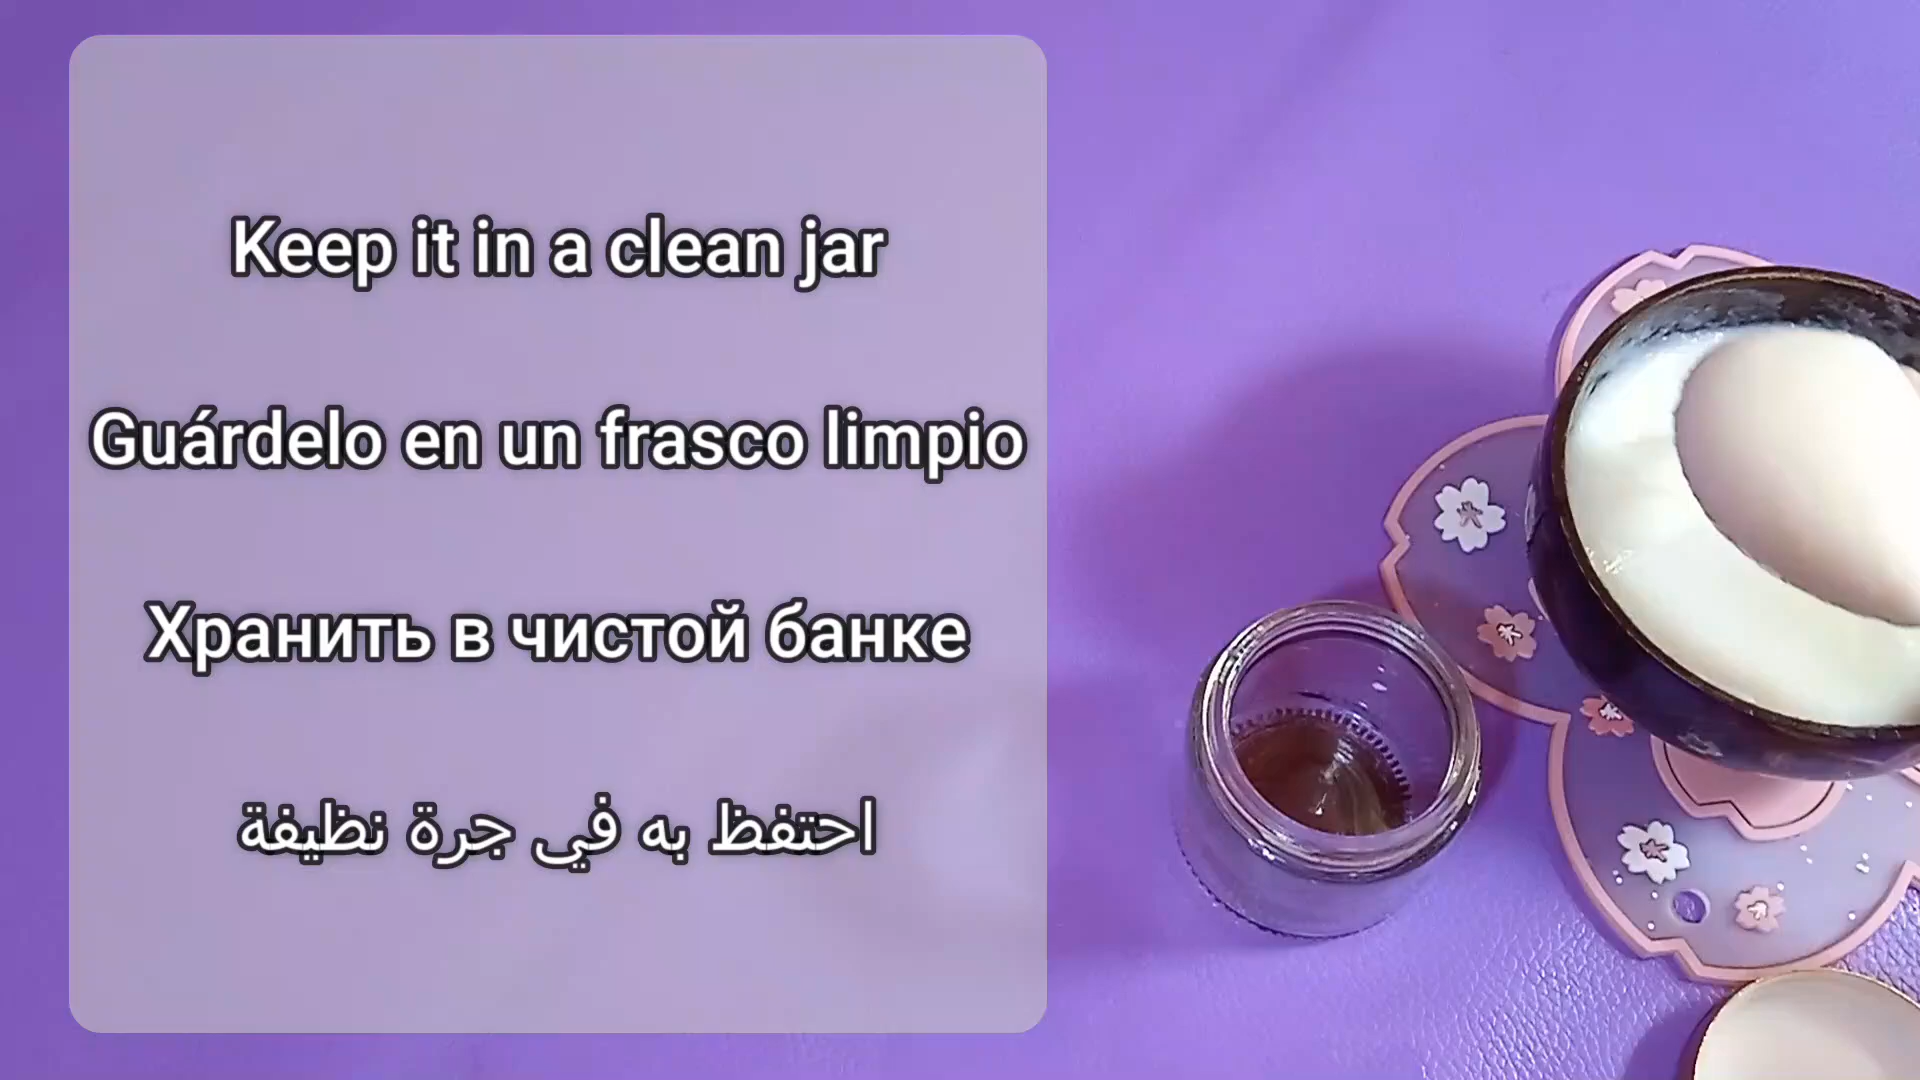 Keep it in a clean jar
Guárdelo en un frasco limpio
Хранить в чистой банке
احتفظ به في جرة نظيفة